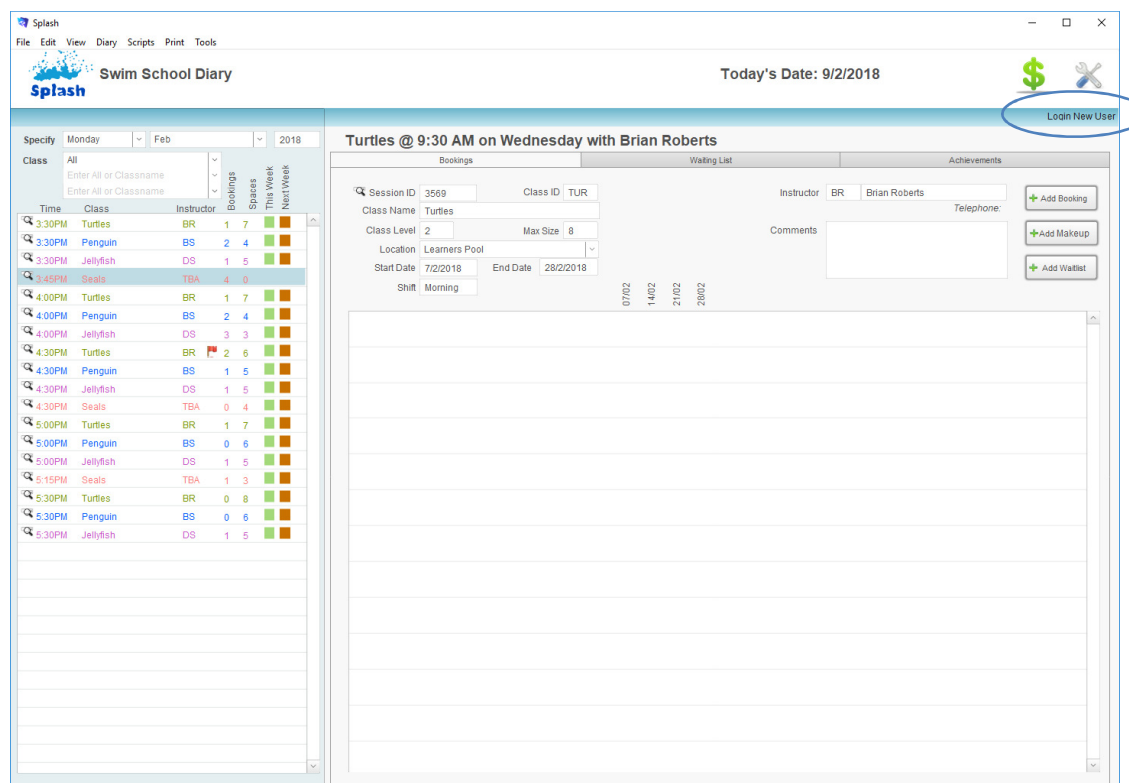 Splash
File Edit View Diary Scripts Print Tools
Splash
Swim School Diary
Today's Date: 9/2/2018
Login New User
Specify Monday Feb 2018
Class All
Enter All or Classname
Enter All or Classname
Time Class Instructor Bookings Spaces This Week Next Week
3:30PM Turtles BR 1 7
3:30PM Penguin BS 2 4
3:30PM Jellyfish DS 1 5
3:45PM Seals TBA 4 0
4:00PM Turtles BR 1 7
4:00PM Penguin BS 2 4
4:00PM Jellyfish DS 3 3
4:30PM Turtles BR 2 6
4:30PM Penguin BS 1 5
4:30PM Jellyfish DS 1 5
4:30PM Seals TBA 0 4
5:00PM Turtles BR 1 7
5:00PM Penguin BS 0 6
5:00PM Jellyfish DS 1 5
5:15PM Seals TBA 1 3
5:30PM Turtles BR 0 8
5:30PM Penguin BS 0 6
5:30PM Jellyfish DS 1 5
Turtles @ 9:30 AM on Wednesday with Brian Roberts
Bookings Waiting List Achievements
Session ID 3569 Class ID TUR Instructor BR Brian Roberts
Class Name Turtles Telephone:
Class Level 2 Max Size 8 Comments
Location Learners Pool
Start Date 7/2/2018 End Date 28/2/2018
Shift Morning
07/02 14/02 21/02 28/02
Add Booking
Add Makeup
Add Waitlist